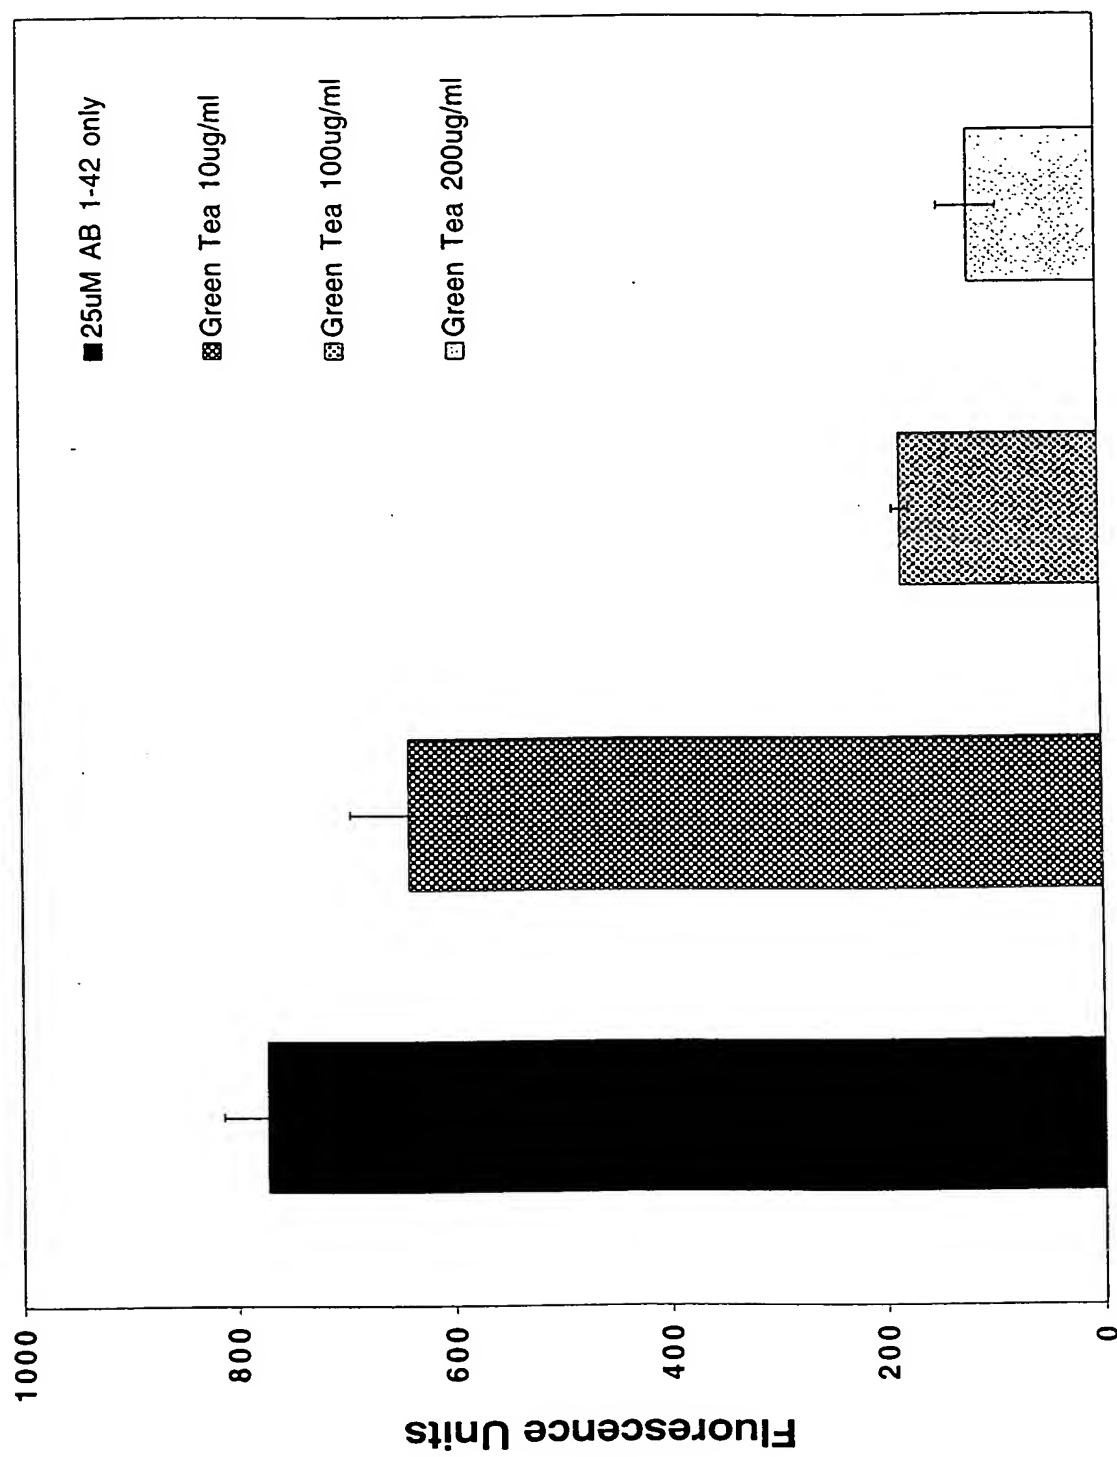 25uM AB 1-42 only
Green Tea 10ug/ml
Green Tea 100ug/ml
Green Tea 200ug/ml
1000
800
600
400
200
0
Fluorescence Units